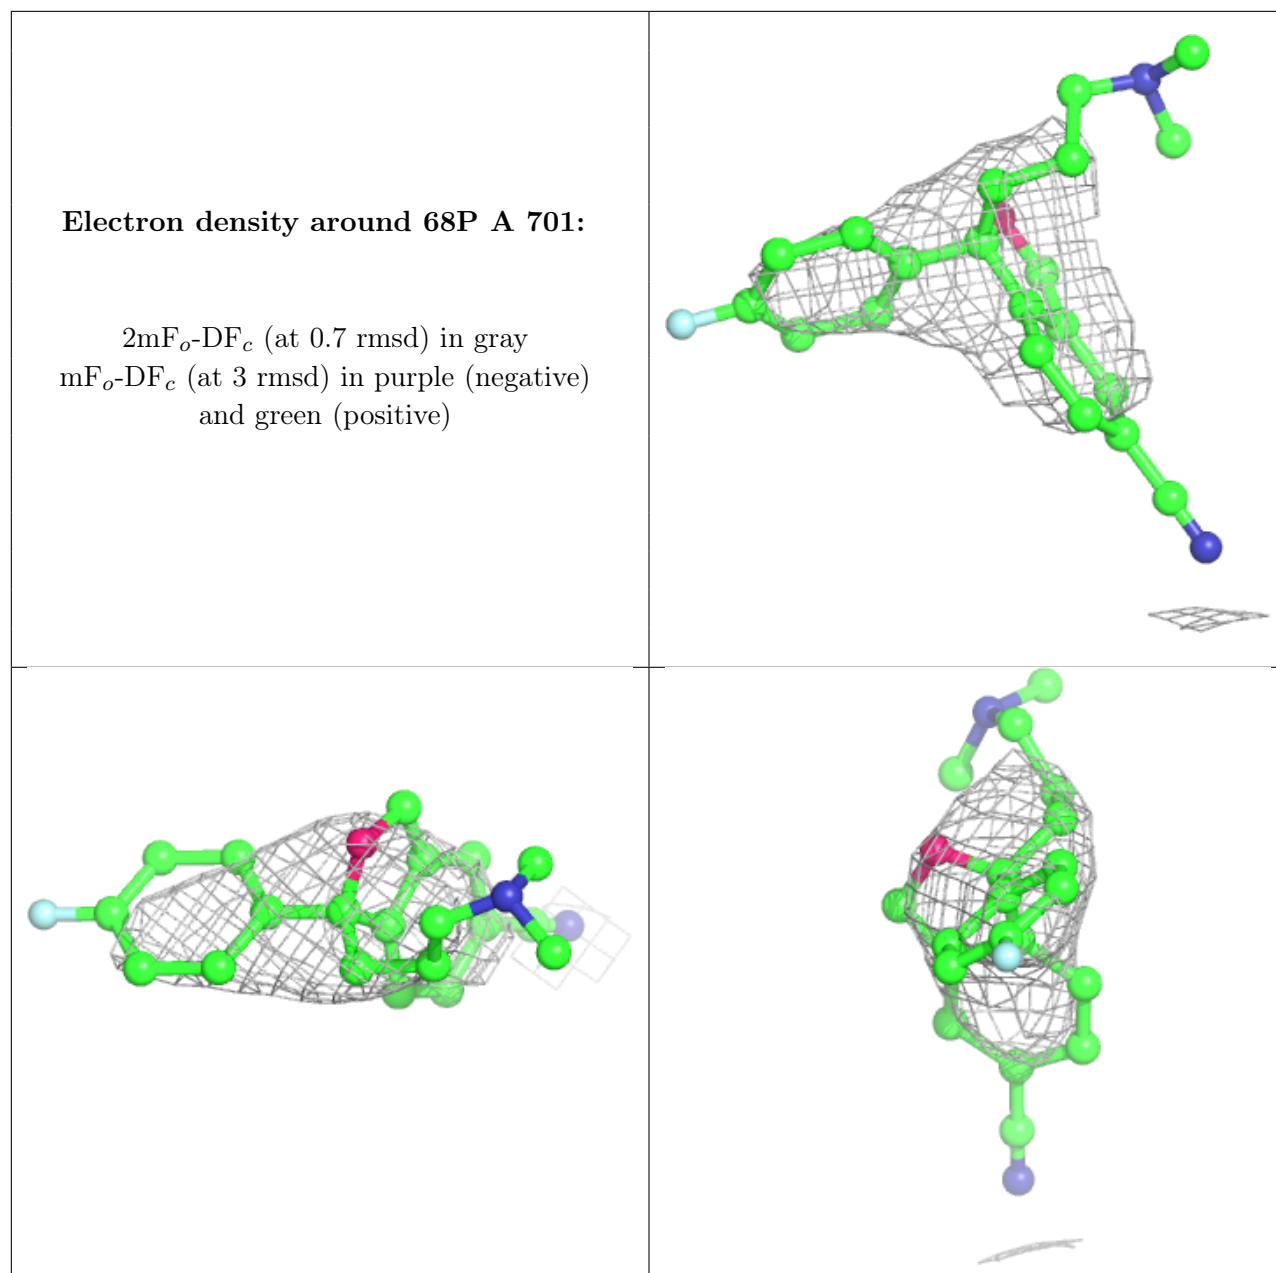 Electron density around 68P A 701:
2mFo-DFc (at 0.7 rmsd) in gray
mFo-DFc (at 3 rmsd) in purple (negative)
and green (positive)